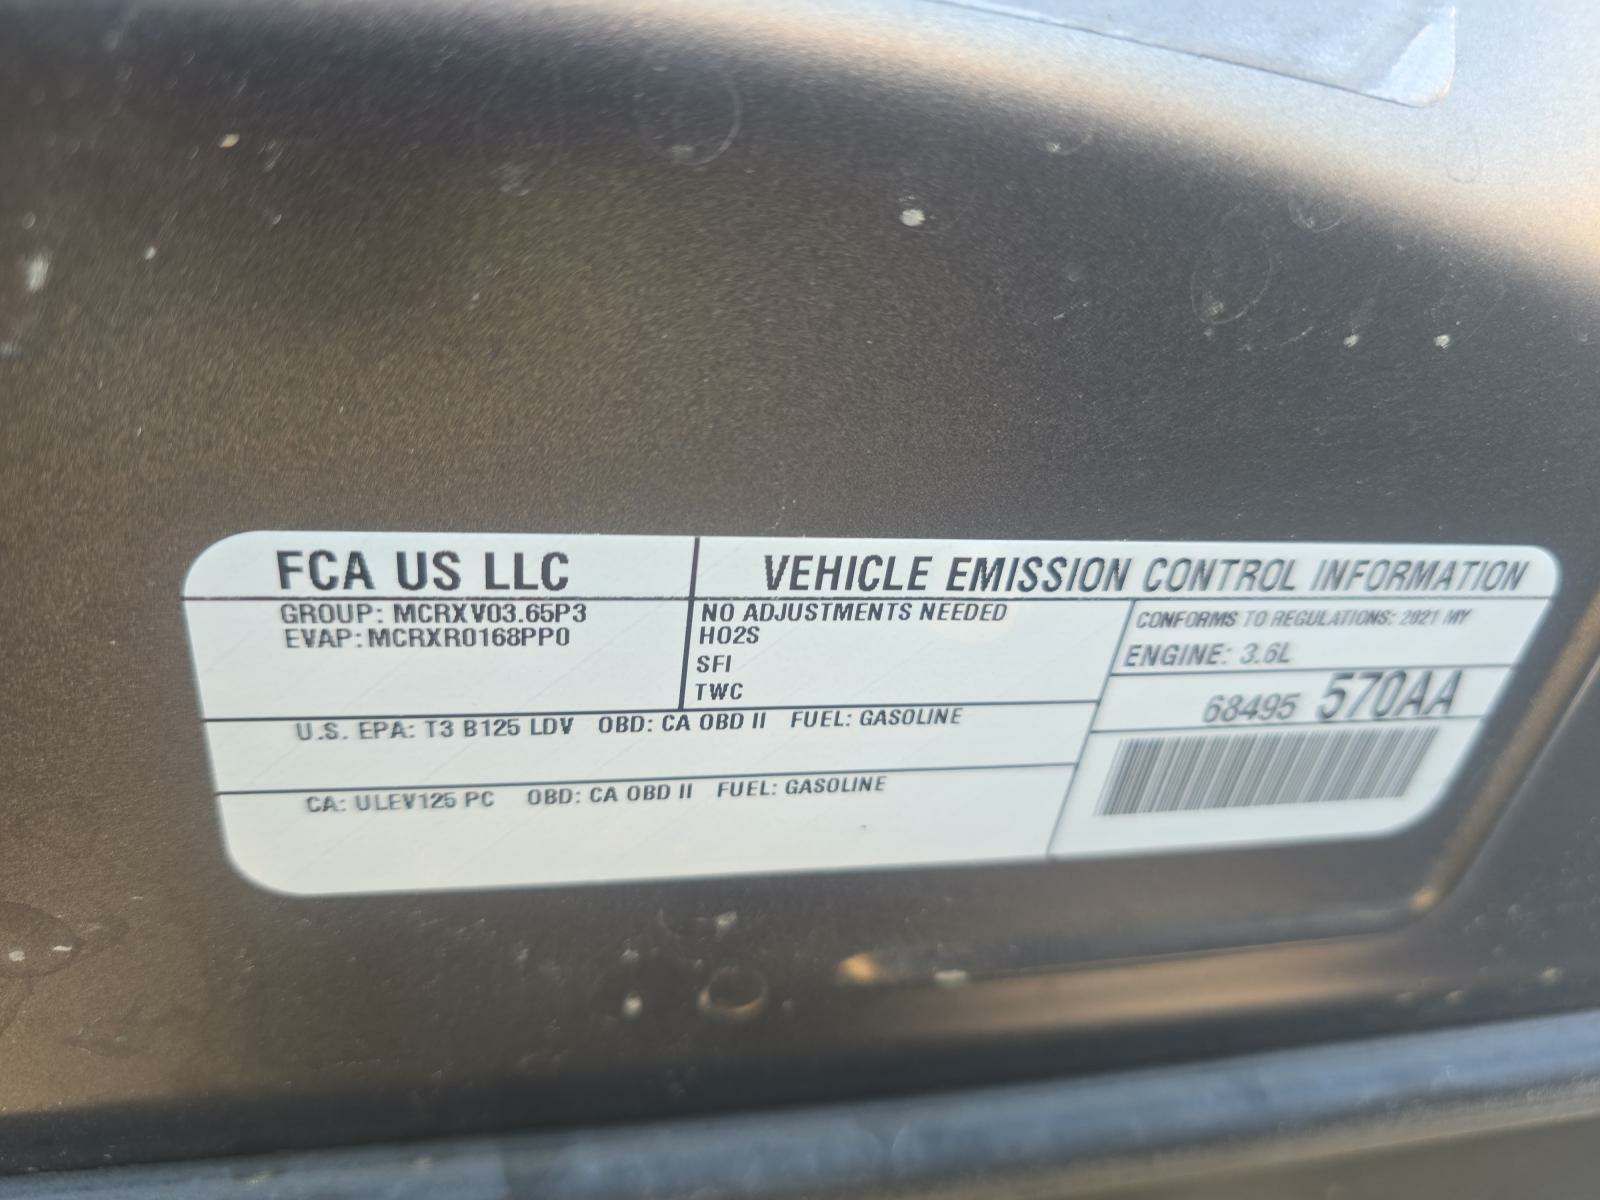 FCA US LLC
VEHICLE EMISSION CONTROL INFORMATION
GROUP: MCRXV03.65P3
EVAP: MCRXR0168PP0
NO ADJUSTMENTS NEEDED
HO2S
SFI
TWC
CONFORMS TO REGULATIONS: 2021 MY
ENGINE: 3.6L
68495 570AA
U.S. EPA: T3 B125 LDV OBD: CA OBD II FUEL: GASOLINE
CA: ULEV125 PC OBD: CA OBD II FUEL: GASOLINE